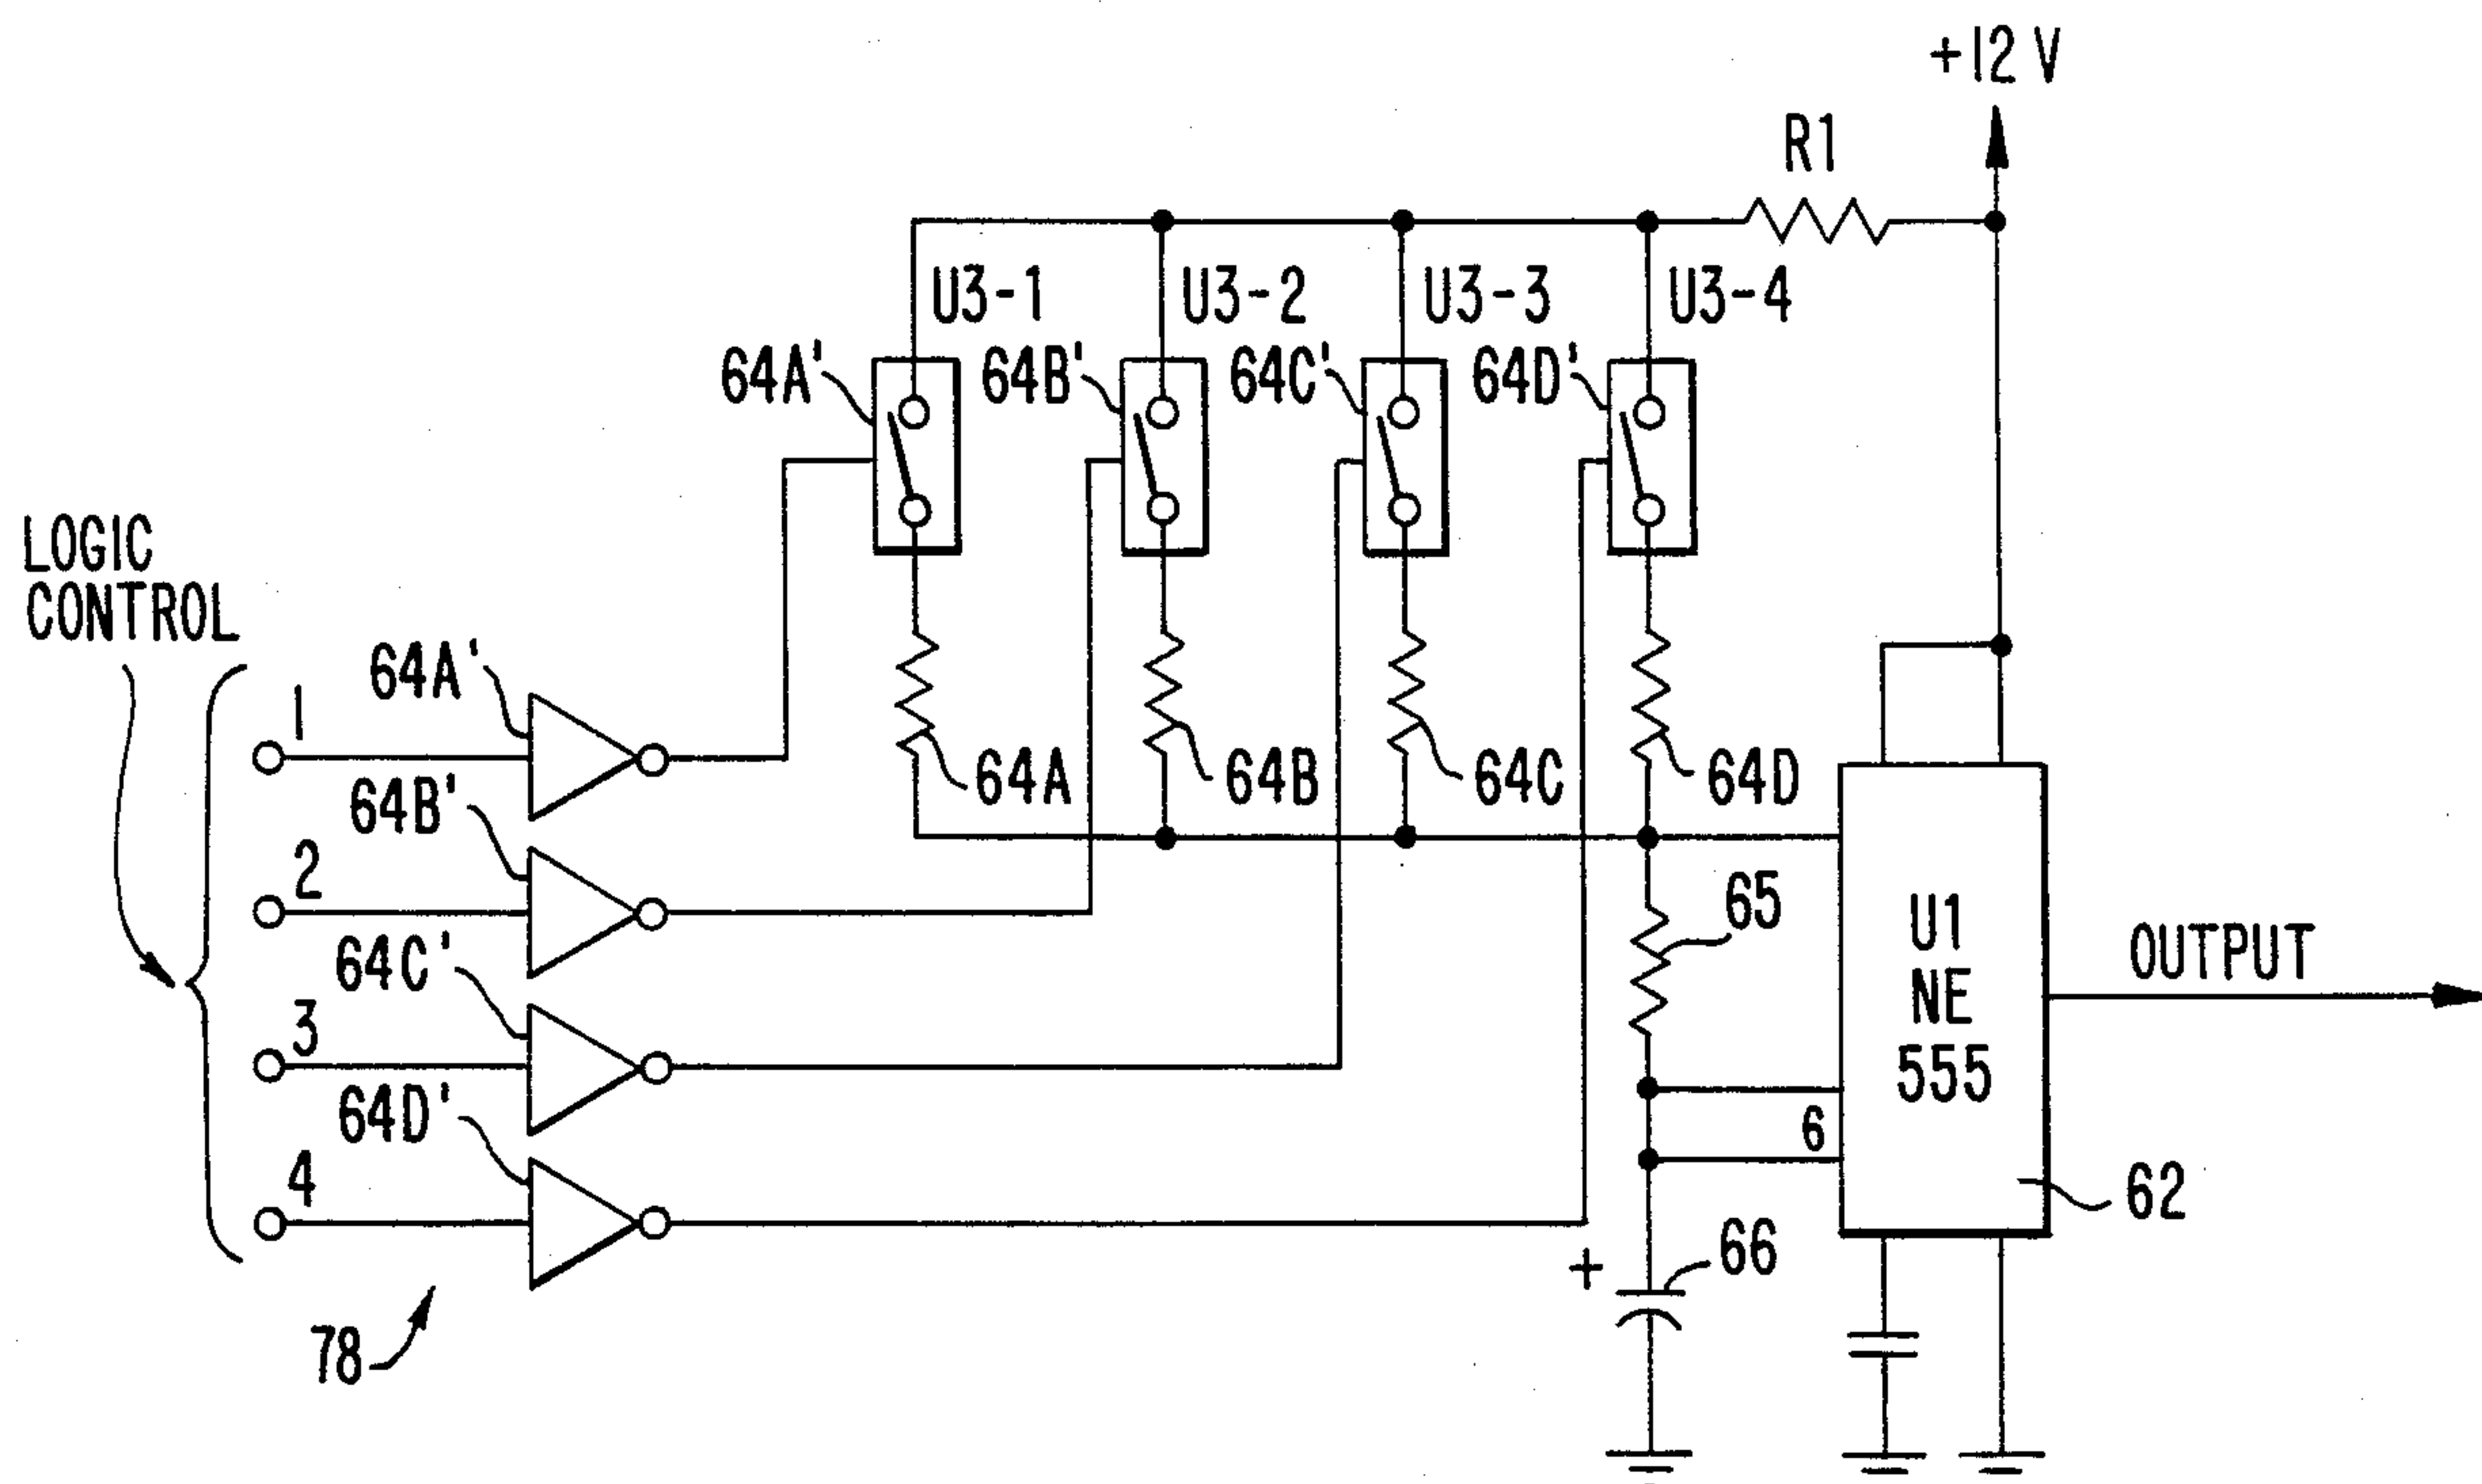 +12 V
R1
U3-1
U3-2
U3-3
U3-4
64A'
64B'
64C'
64D'
LOGIC
CONTROL
64A'
1
64B'
2
64C'
3
64D'
4
78
64A
64B
64C
64D
65
U1
NE
555
OUTPUT
6
62
+
66